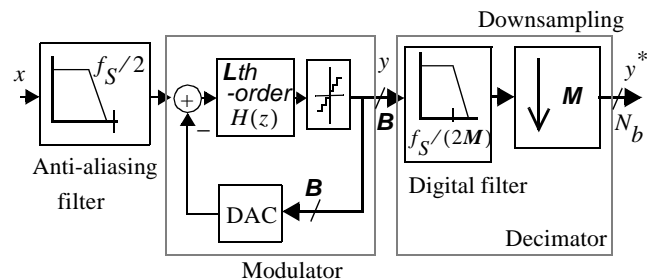 Downsampling
x
f_S/2
Lth
-order
H(z)
y
B
f_S/(2M)
M
y*
N_b
+
−
Anti-aliasing
filter
DAC
B
Digital filter
Decimator
Modulator